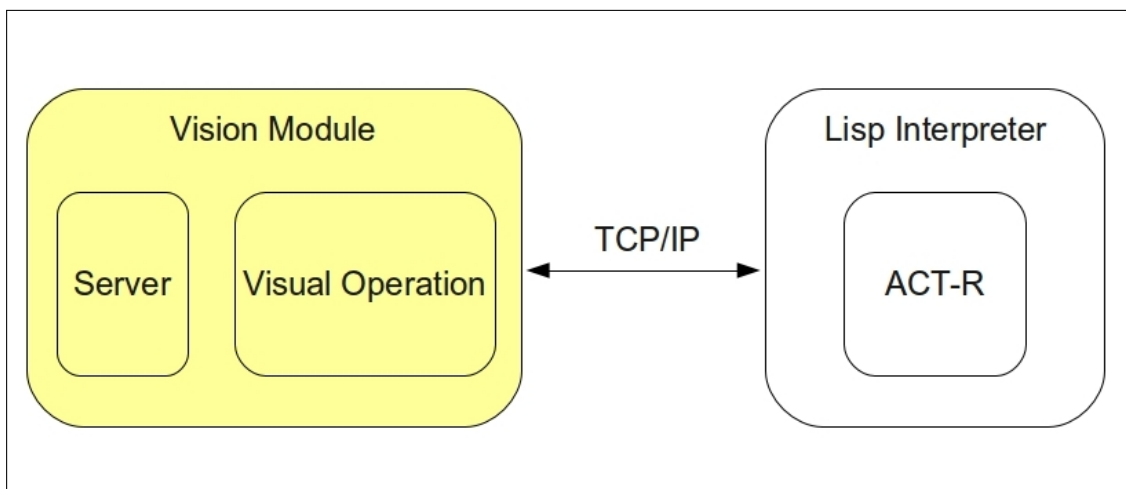 Vision Module
Server
Visual Operation
TCP/IP
Lisp Interpreter
ACT-R